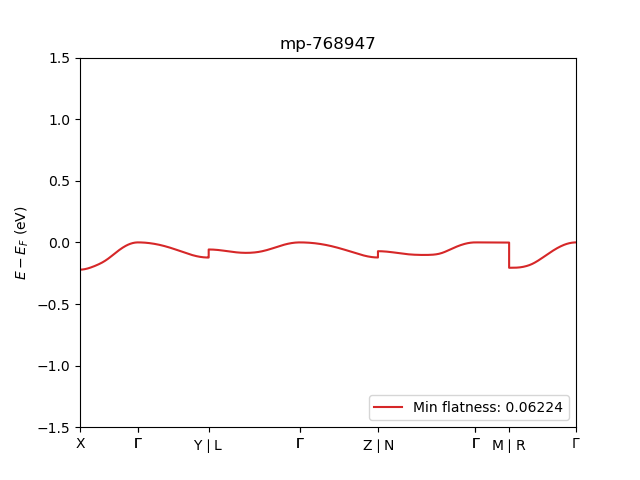 mp-768947
1.5
1.0
0.5
0.0
−0.5
−1.0
−1.5
E − E_F (eV)
Min flatness: 0.06224
X Γ Y | L Γ Z | N Γ M | R Γ